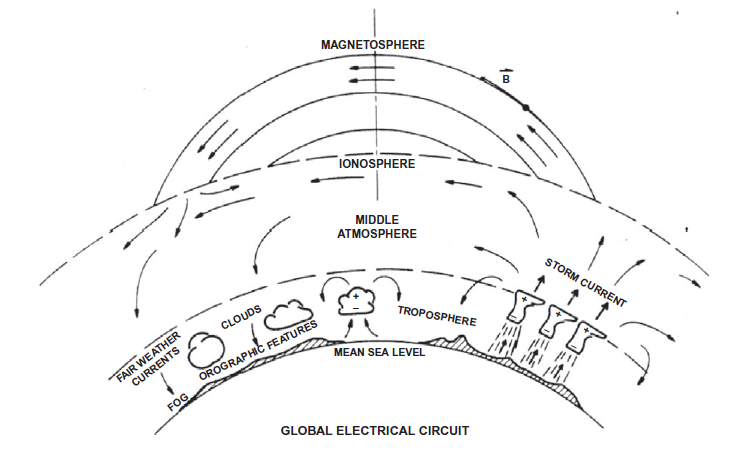 MAGNETOSPHERE
B
IONOSPHERE
MIDDLE
ATMOSPHERE
STORM CURRENT
+
−
+
−
+
−
+
−
TROPOSPHERE
CLOUDS
OROGRAPHIC FEATURES
FAIR WEATHER
CURRENTS
FOG
MEAN SEA LEVEL
GLOBAL ELECTRICAL CIRCUIT